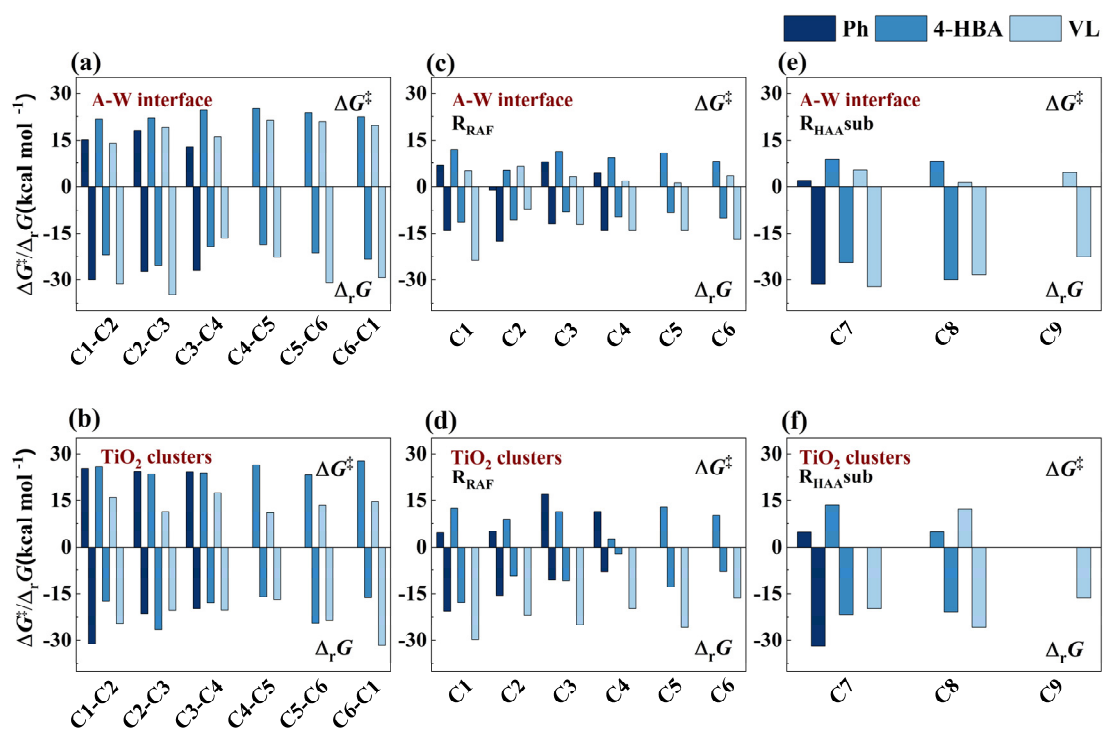 Ph 4-HBA VL
(a)
A-W interface
ΔG‡
30
15
0
-15
-30
ΔG‡/ΔrG(kcal mol -1)
ΔrG
C1-C2 C2-C3 C3-C4 C4-C5 C5-C6 C6-C1
(c)
A-W interface
RRAF
ΔG‡
30
15
0
-15
-30
ΔrG
C1 C2 C3 C4 C5 C6
(e)
A-W interface
RHAAsub
ΔG‡
30
15
0
-15
-30
ΔrG
C7 C8 C9
(b)
TiO2 clusters
ΔG‡
30
15
0
-15
-30
ΔG‡/ΔrG(kcal mol -1)
ΔrG
C1-C2 C2-C3 C3-C4 C4-C5 C5-C6 C6-C1
(d)
TiO2 clusters
RRAF
ΛG‡
30
15
0
-15
-30
ΔrG
C1 C2 C3 C4 C5 C6
(f)
TiO2 clusters
RHAAsub
ΔG‡
30
15
0
-15
-30
ΔrG
C7 C8 C9